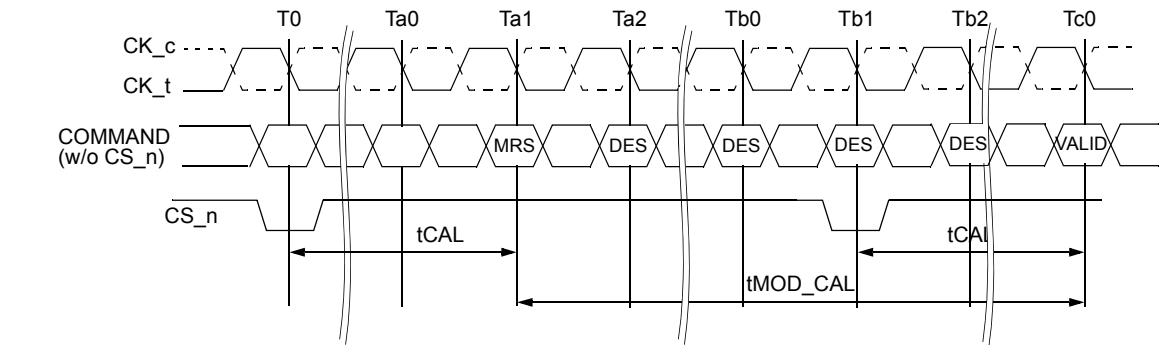 T0 Ta0 Ta1 Ta2 Tb0 Tb1 Tb2 Tc0
CK_c
CK_t
COMMAND
(w/o CS_n)
MRS DES DES DES DES VALID
CS_n
tCAL tCAL
tMOD_CAL